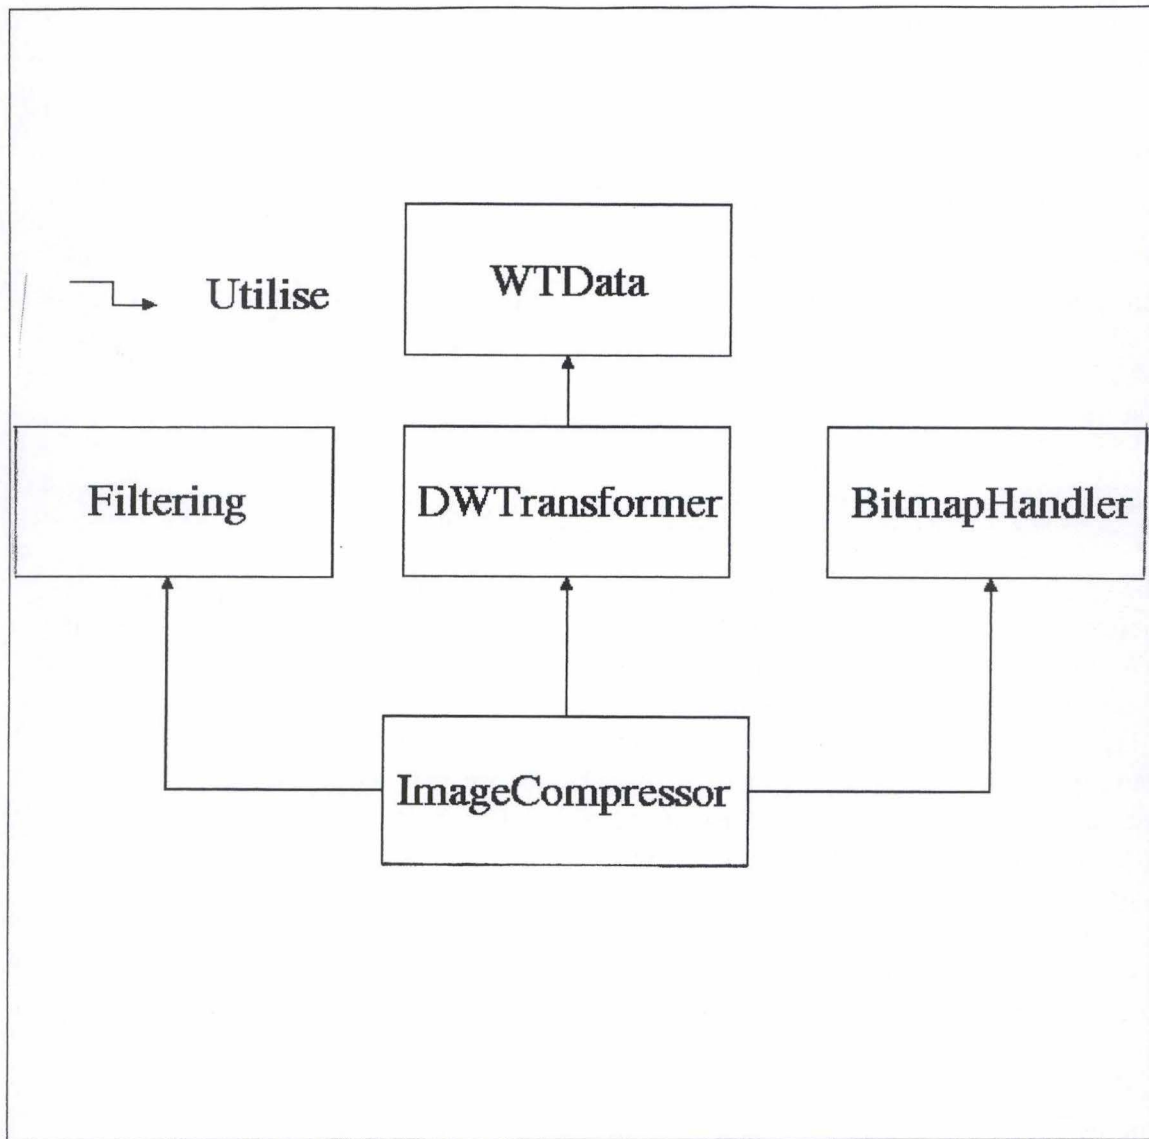 WTData
Utilise
Filtering
DWTransformer
BitmapHandler
ImageCompressor